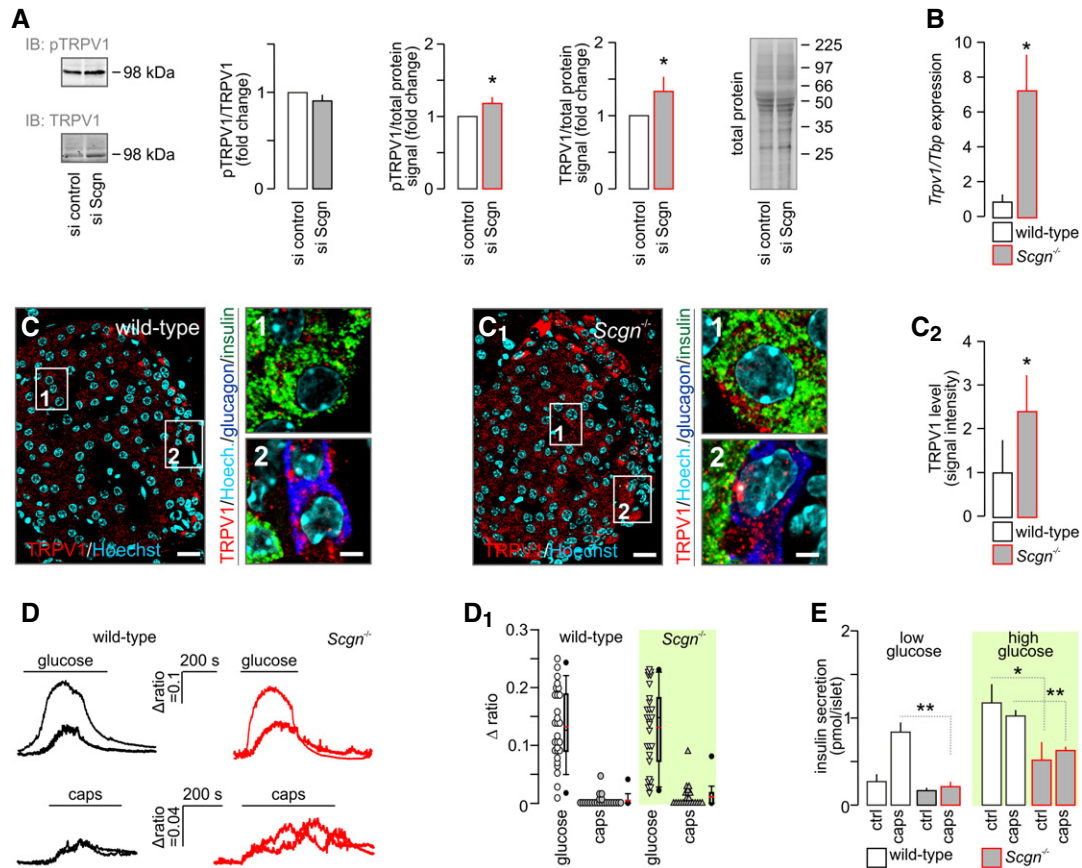 A
IB: pTRPV1
98 kDa
IB: TRPV1
98 kDa
si control
si Scgn
pTRPV1/TRPV1
(fold change)
1
0
si control
si Scgn
pTRPV1/total protein
signal (fold change)
2
1
0
*
si control
si Scgn
TRPV1/total protein
signal (fold change)
2
1
0
*
si control
si Scgn
total protein
225
97
66
50
35
25
si control
si Scgn
B
Trpv1/Tbp expression
10
8
6
4
2
0
*
wild-type
Scgn-/-
C
wild-type
1
2
TRPV1/Hoechst
TRPV1/Hoech./glucagon/insulin
1
2
C1
Scgn-/-
1
2
TRPV1/Hoechst
TRPV1/Hoech./glucagon/insulin
1
2
C2
TRPV1 level
(signal intensity)
4
3
2
1
0
*
wild-type
Scgn-/-
D
wild-type
Scgn-/-
glucose
200 s
Δratio
=0.1
glucose
caps
200 s
Δratio
=0.04
caps
D1
Δ ratio
0.3
0.2
0.1
0
wild-type
Scgn-/-
glucose
caps
glucose
caps
E
insulin secretion
(pmol/islet)
2
1
0
low
glucose
high
glucose
**
*
**
ctrl
caps
ctrl
caps
ctrl
caps
ctrl
caps
wild-type
Scgn-/-